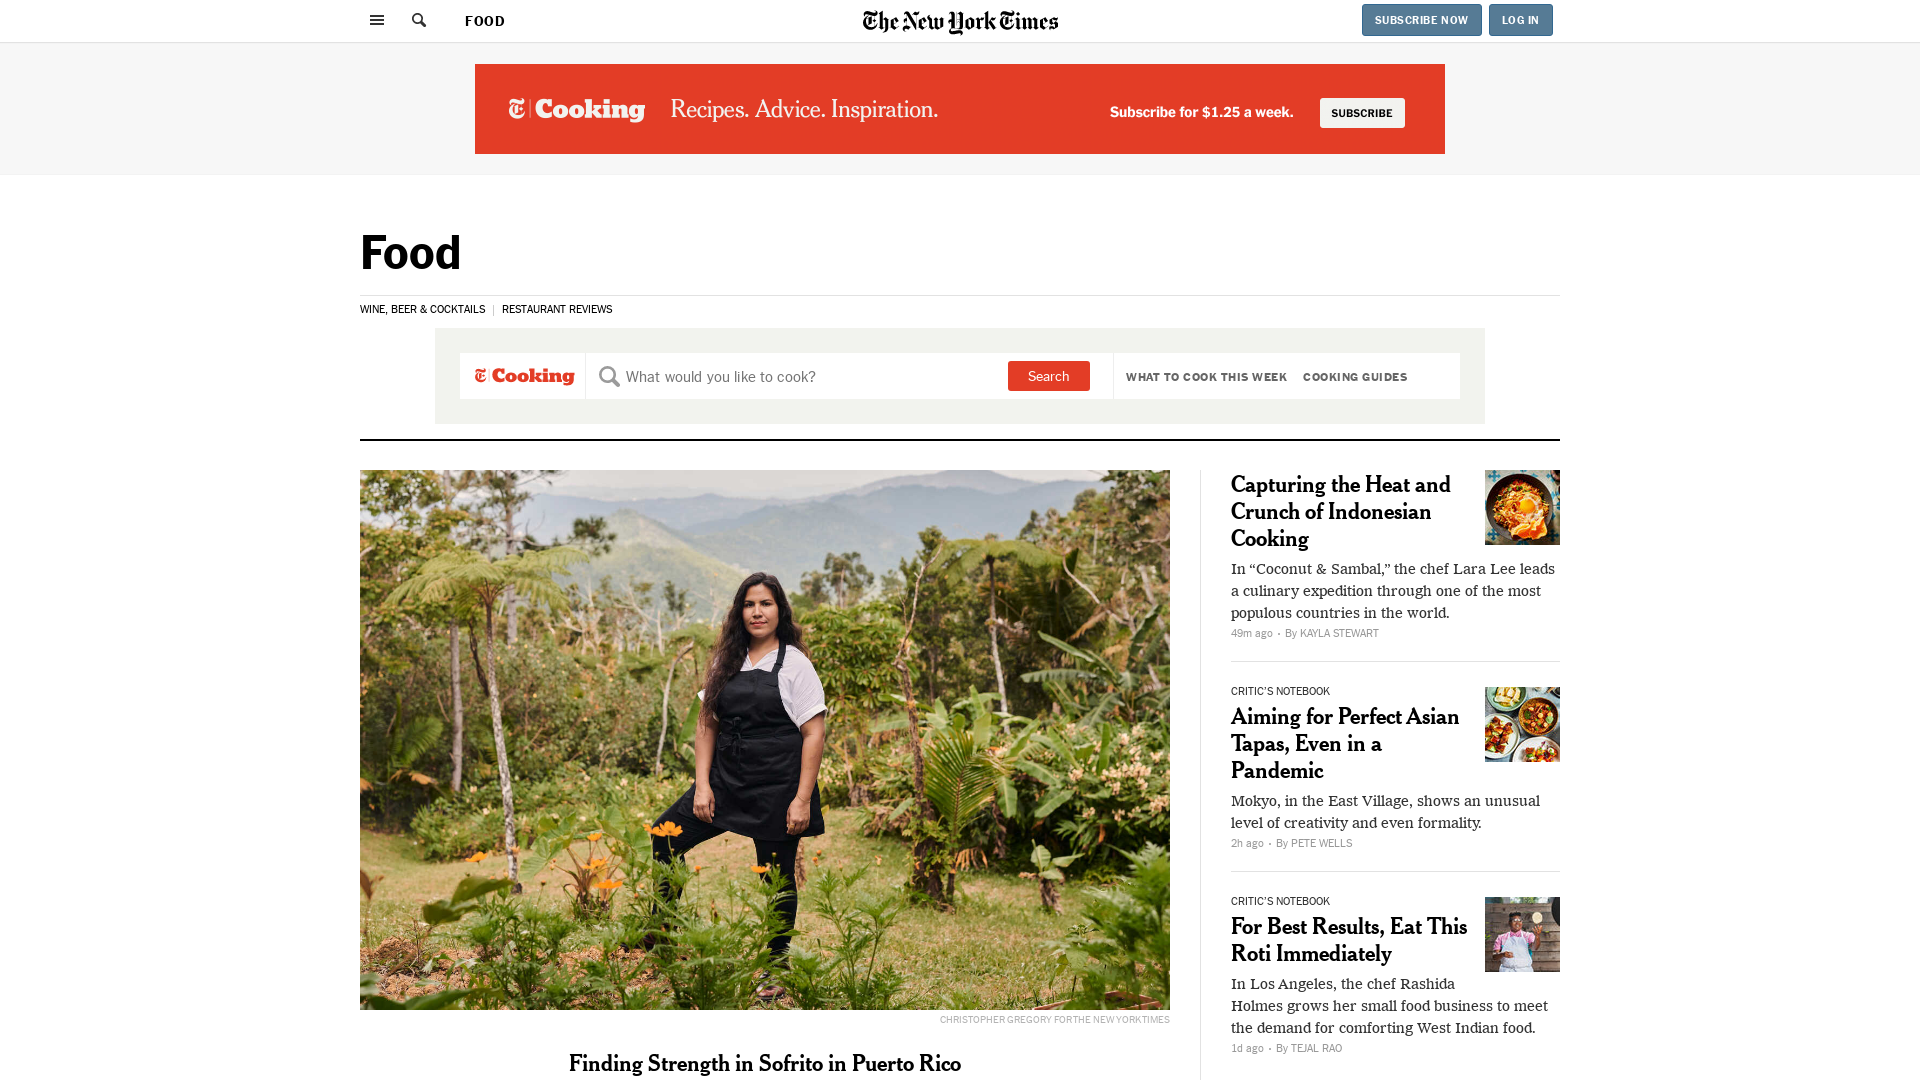 FOOD
The New York Times
SUBSCRIBE NOW
LOG IN
T Cooking
Recipes. Advice. Inspiration.
Subscribe for $1.25 a week.
SUBSCRIBE
Food
WINE, BEER & COCKTAILS
RESTAURANT REVIEWS
T Cooking
What would you like to cook?
Search
WHAT TO COOK THIS WEEK
COOKING GUIDES
CHRISTOPHER GREGORY FOR THE NEW YORK TIMES
Finding Strength in Sofrito in Puerto Rico
Capturing the Heat and
Crunch of Indonesian
Cooking
In “Coconut & Sambal,” the chef Lara Lee leads
a culinary expedition through one of the most
populous countries in the world.
49m ago • By KAYLA STEWART
CRITIC'S NOTEBOOK
Aiming for Perfect Asian
Tapas, Even in a
Pandemic
Mokyo, in the East Village, shows an unusual
level of creativity and even formality.
2h ago • By PETE WELLS
CRITIC'S NOTEBOOK
For Best Results, Eat This
Roti Immediately
In Los Angeles, the chef Rashida
Holmes grows her small food business to meet
the demand for comforting West Indian food.
1d ago • By TEJAL RAO